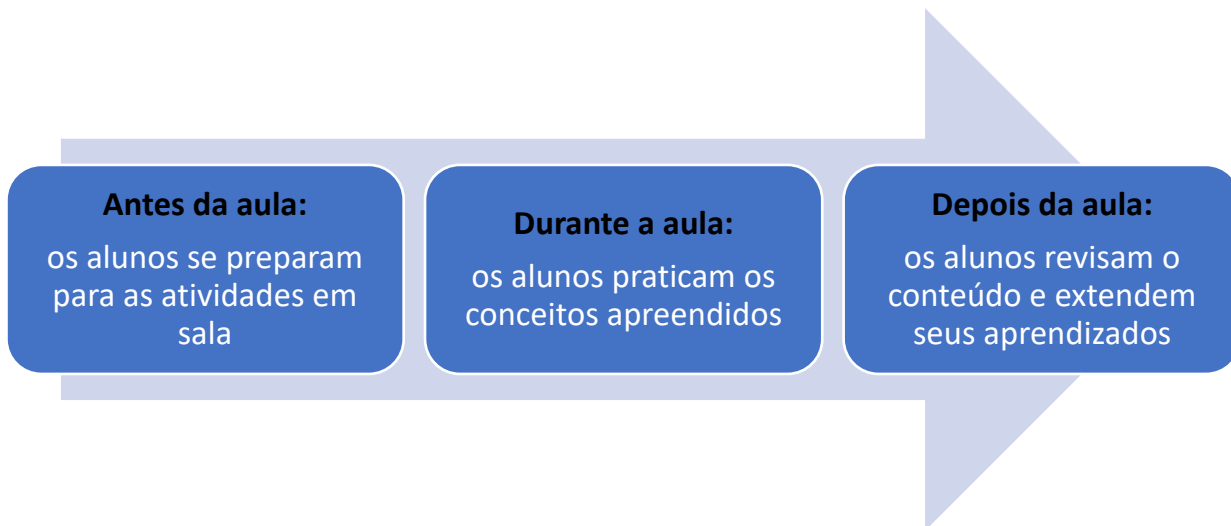 Antes da aula:
os alunos se preparam
para as atividades em
sala
Durante a aula:
os alunos praticam os
conceitos apreendidos
Depois da aula:
os alunos revisam o
conteúdo e extendem
seus aprendizados